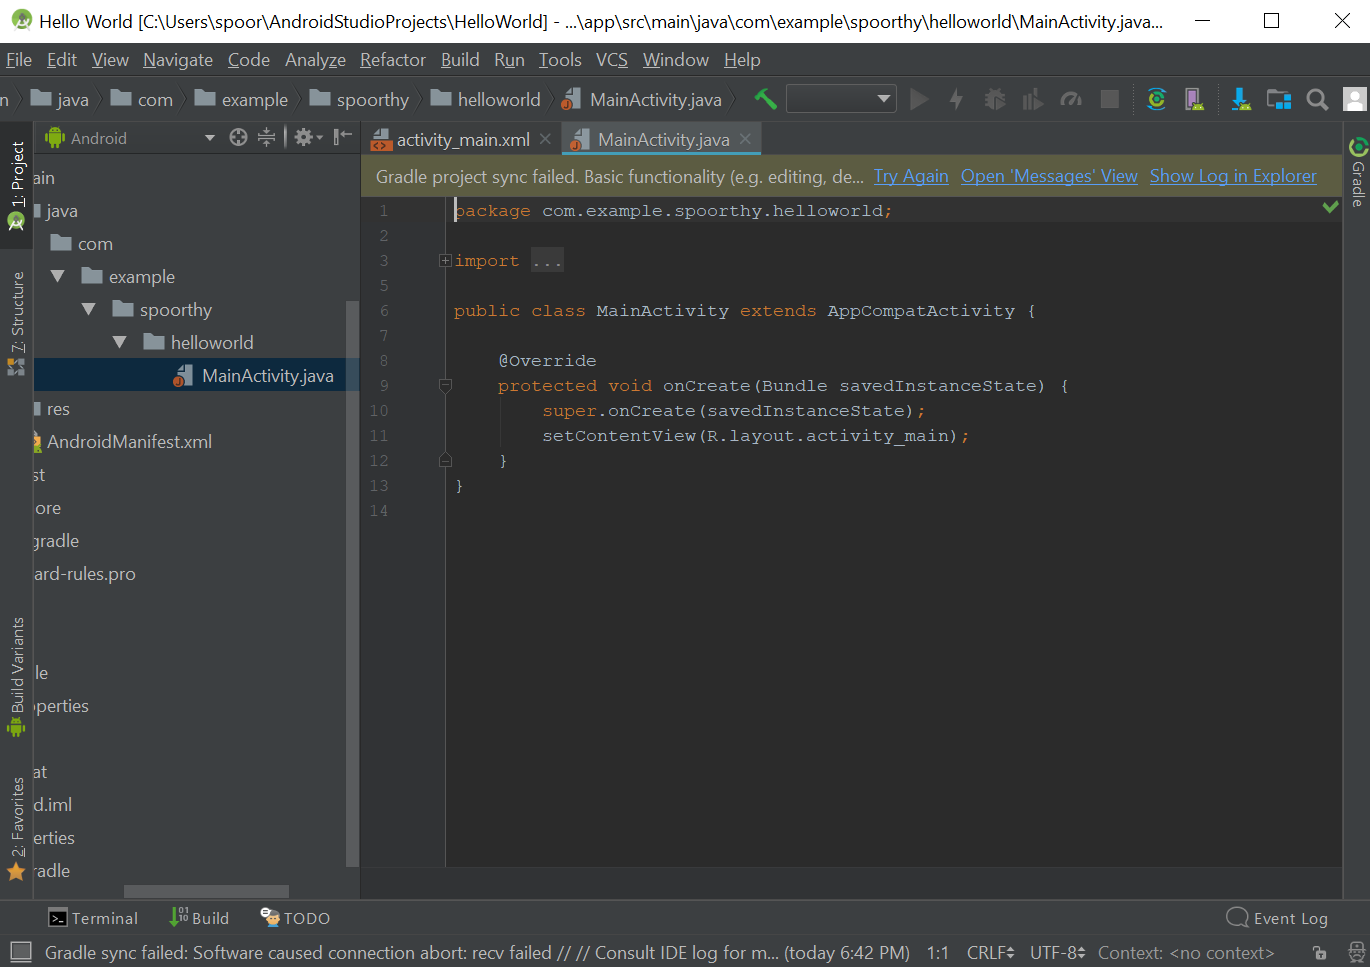 Hello World [C:\Users\spoor\AndroidStudioProjects\HelloWorld] - ...\app\src\main\java\com\example\spoorthy\helloworld\MainActivity.java...
File Edit View Navigate Code Analyze Refactor Build Run Tools VCS Window Help
n java com example spoorthy helloworld MainActivity.java
Android
activity_main.xml MainActivity.java
Gradle project sync failed. Basic functionality (e.g. editing, de... Try Again Open 'Messages' View Show Log in Explorer
1: Project
7: Structure
Build Variants
2: Favorites
ain
java
com
example
spoorthy
helloworld
MainActivity.java
res
AndroidManifest.xml
st
ore
gradle
ard-rules.pro
le
perties
at
d.iml
erties
radle
1 package com.example.spoorthy.helloworld;
2
3 import ...
5
6 public class MainActivity extends AppCompatActivity {
7
8 @Override
9 protected void onCreate(Bundle savedInstanceState) {
10 super.onCreate(savedInstanceState);
11 setContentView(R.layout.activity_main);
12 }
13 }
14
Gradle
Terminal Build TODO Event Log
Gradle sync failed: Software caused connection abort: recv failed // // Consult IDE log for m... (today 6:42 PM) 1:1 CRLF UTF-8 Context: <no context>